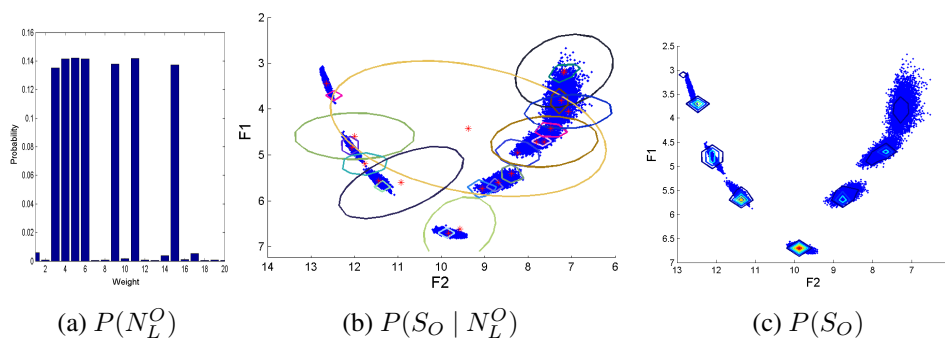 0.16
0.14
0.12
0.1
0.08
0.06
0.04
0.02
0
Probability
2 4 6 8 10 12 14 16 18 20
Weight
2
3
4
5
6
7
F1
14 13 12 11 10 9 8 7 6
F2
2.5
3.5
3.5
4.5
5.5
5.5
6.5
7
F1
13 12 11 10 9 8 7
F2
(a) P(N_L^O)
(b) P(S_O | N_L^O)
(c) P(S_O)